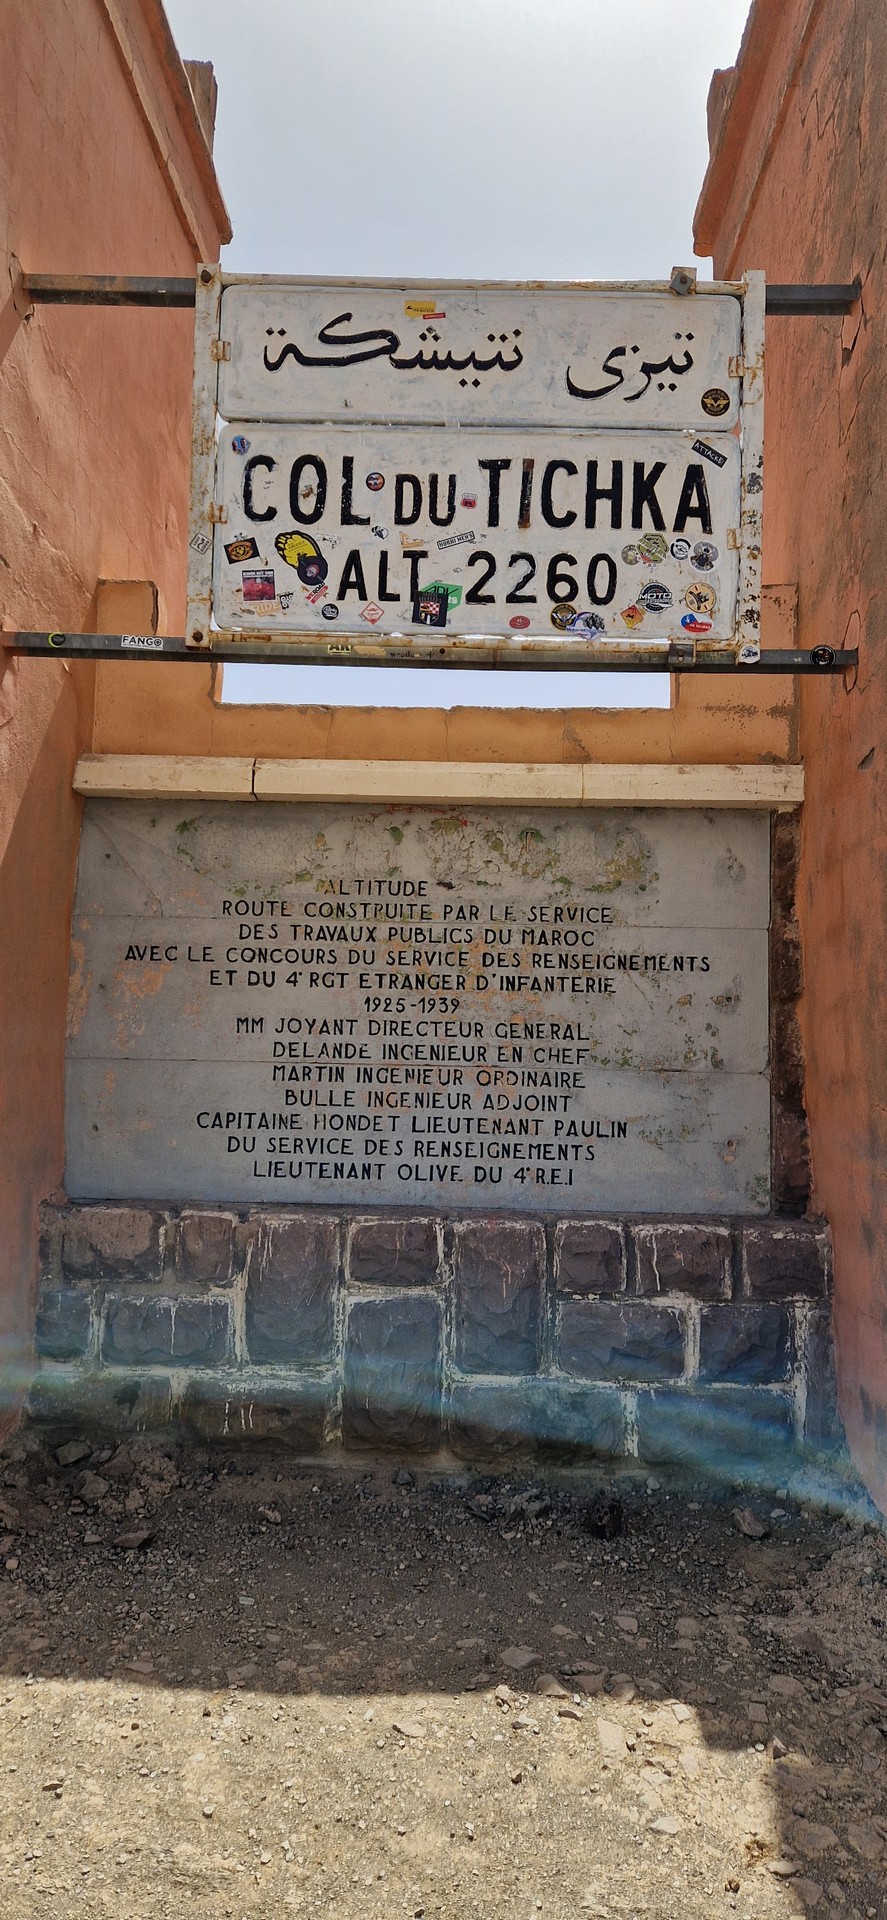 تيزي نتيشكة
COL DU TICHKA
ALT 2260
ATTACKE
FANGO
MOTO
ALTITUDE
ROUTE CONSTRUITE PAR LE SERVICE
DES TRAVAUX PUBLICS DU MAROC
AVEC LE CONCOURS DU SERVICE DES RENSEIGNEMENTS
ET DU 4° RGT ETRANGER D'INFANTERIE
1925-1939
MM JOYANT DIRECTEUR GENERAL
DELANDE INGENIEUR EN CHEF
MARTIN INGENIEUR ORDINAIRE
BULLE INGENIEUR ADJOINT
CAPITAINE HONDET LIEUTENANT PAULIN
DU SERVICE DES RENSEIGNEMENTS
LIEUTENANT OLIVE DU 4° R.E.I